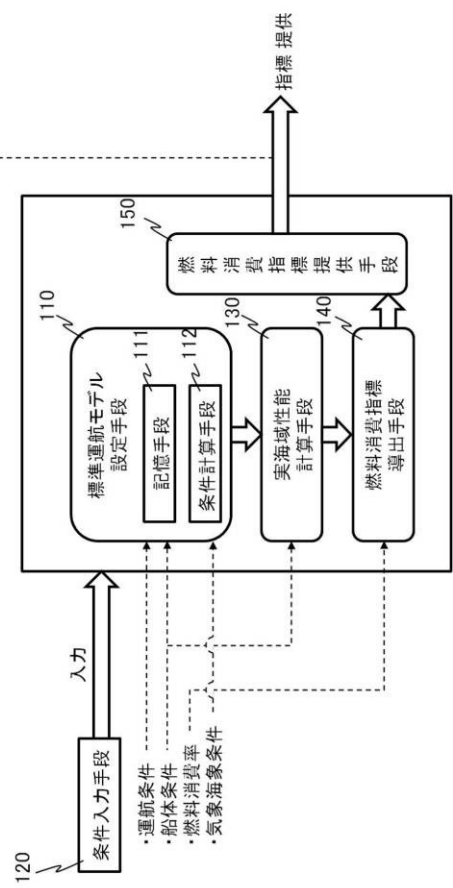 120
条件入力手段
入力
・運航条件
・船体条件
・燃料消費率
・気象海象条件
110
標準運航モデル
設定手段
111
記憶手段
112
条件計算手段
130
実海域性能
計算手段
140
燃料消費指標
導出手段
150
燃料消費指標提供手段
指標 提供